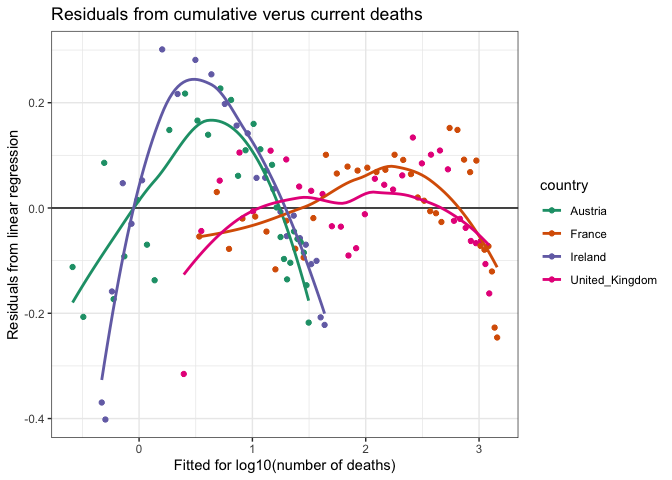 Residuals from cumulative verus current deaths
Residuals from linear regression
0.2
0.0
-0.2
-0.4
0
1
2
3
Fitted for log10(number of deaths)
country
Austria
France
Ireland
United_Kingdom